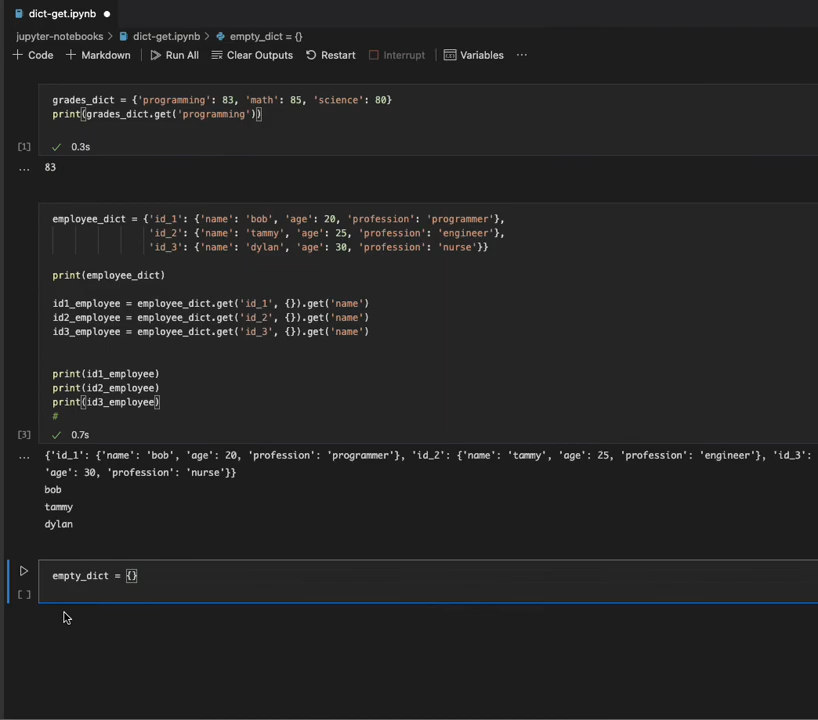 dict-get.ipynb ●
jupyter-notebooks > dict-get.ipynb > empty_dict = {}
+ Code + Markdown Run All Clear Outputs Restart Interrupt Variables ...
grades_dict = {'programming': 83, 'math': 85, 'science': 80}
print(grades_dict.get('programming'))
[1] ✓ 0.3s
... 83
employee_dict = {'id_1': {'name': 'bob', 'age': 20, 'profession': 'programmer'},
'id_2': {'name': 'tammy', 'age': 25, 'profession': 'engineer'},
'id_3': {'name': 'dylan', 'age': 30, 'profession': 'nurse'}}
print(employee_dict)
id1_employee = employee_dict.get('id_1', {}).get('name')
id2_employee = employee_dict.get('id_2', {}).get('name')
id3_employee = employee_dict.get('id_3', {}).get('name')
print(id1_employee)
print(id2_employee)
print(id3_employee)
#
[3] ✓ 0.7s
... {'id_1': {'name': 'bob', 'age': 20, 'profession': 'programmer'}, 'id_2': {'name': 'tammy', 'age': 25, 'profession': 'engineer'}, 'id_3':
'age': 30, 'profession': 'nurse'}}
bob
tammy
dylan
empty_dict = {}
[ ]